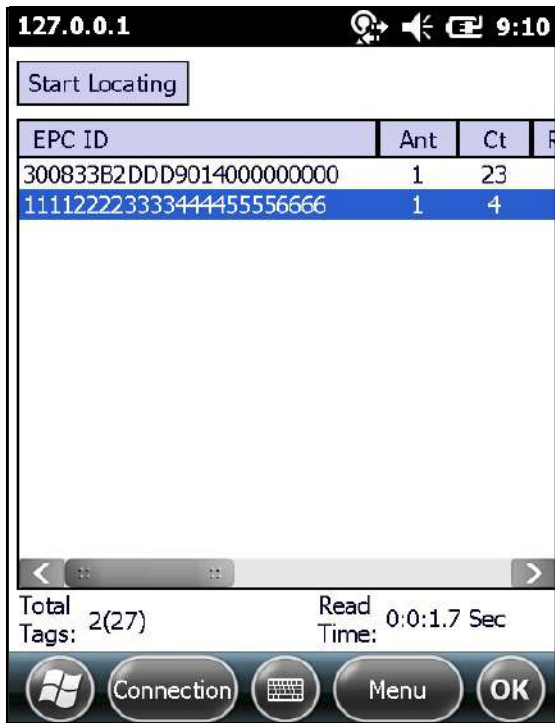 127.0.0.1 9:10
Start Locating
EPC ID Ant Ct R
300833B2DDD9014000000000 1 23
111122223333444455556666 1 4
Total Tags: 2(27) Read Time: 0:0:1.7 Sec
Connection Menu OK